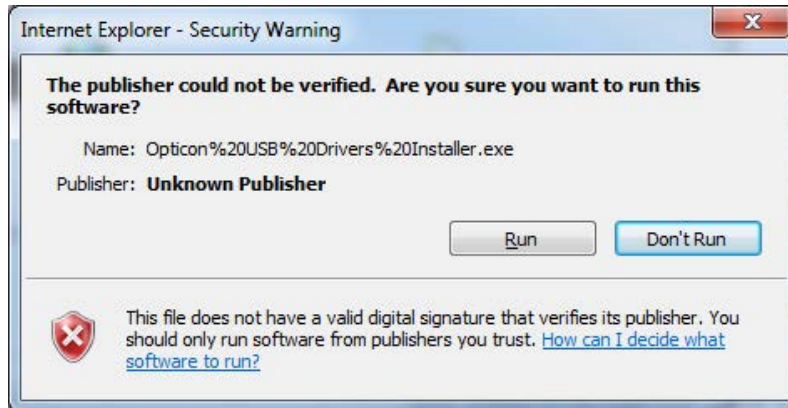 Internet Explorer - Security Warning
The publisher could not be verified.  Are you sure you want to run this
software?
Name: Opticon%20USB%20Drivers%20Installer.exe
Publisher: Unknown Publisher
Run
Don't Run
This file does not have a valid digital signature that verifies its publisher. You
should only run software from publishers you trust. How can I decide what
software to run?